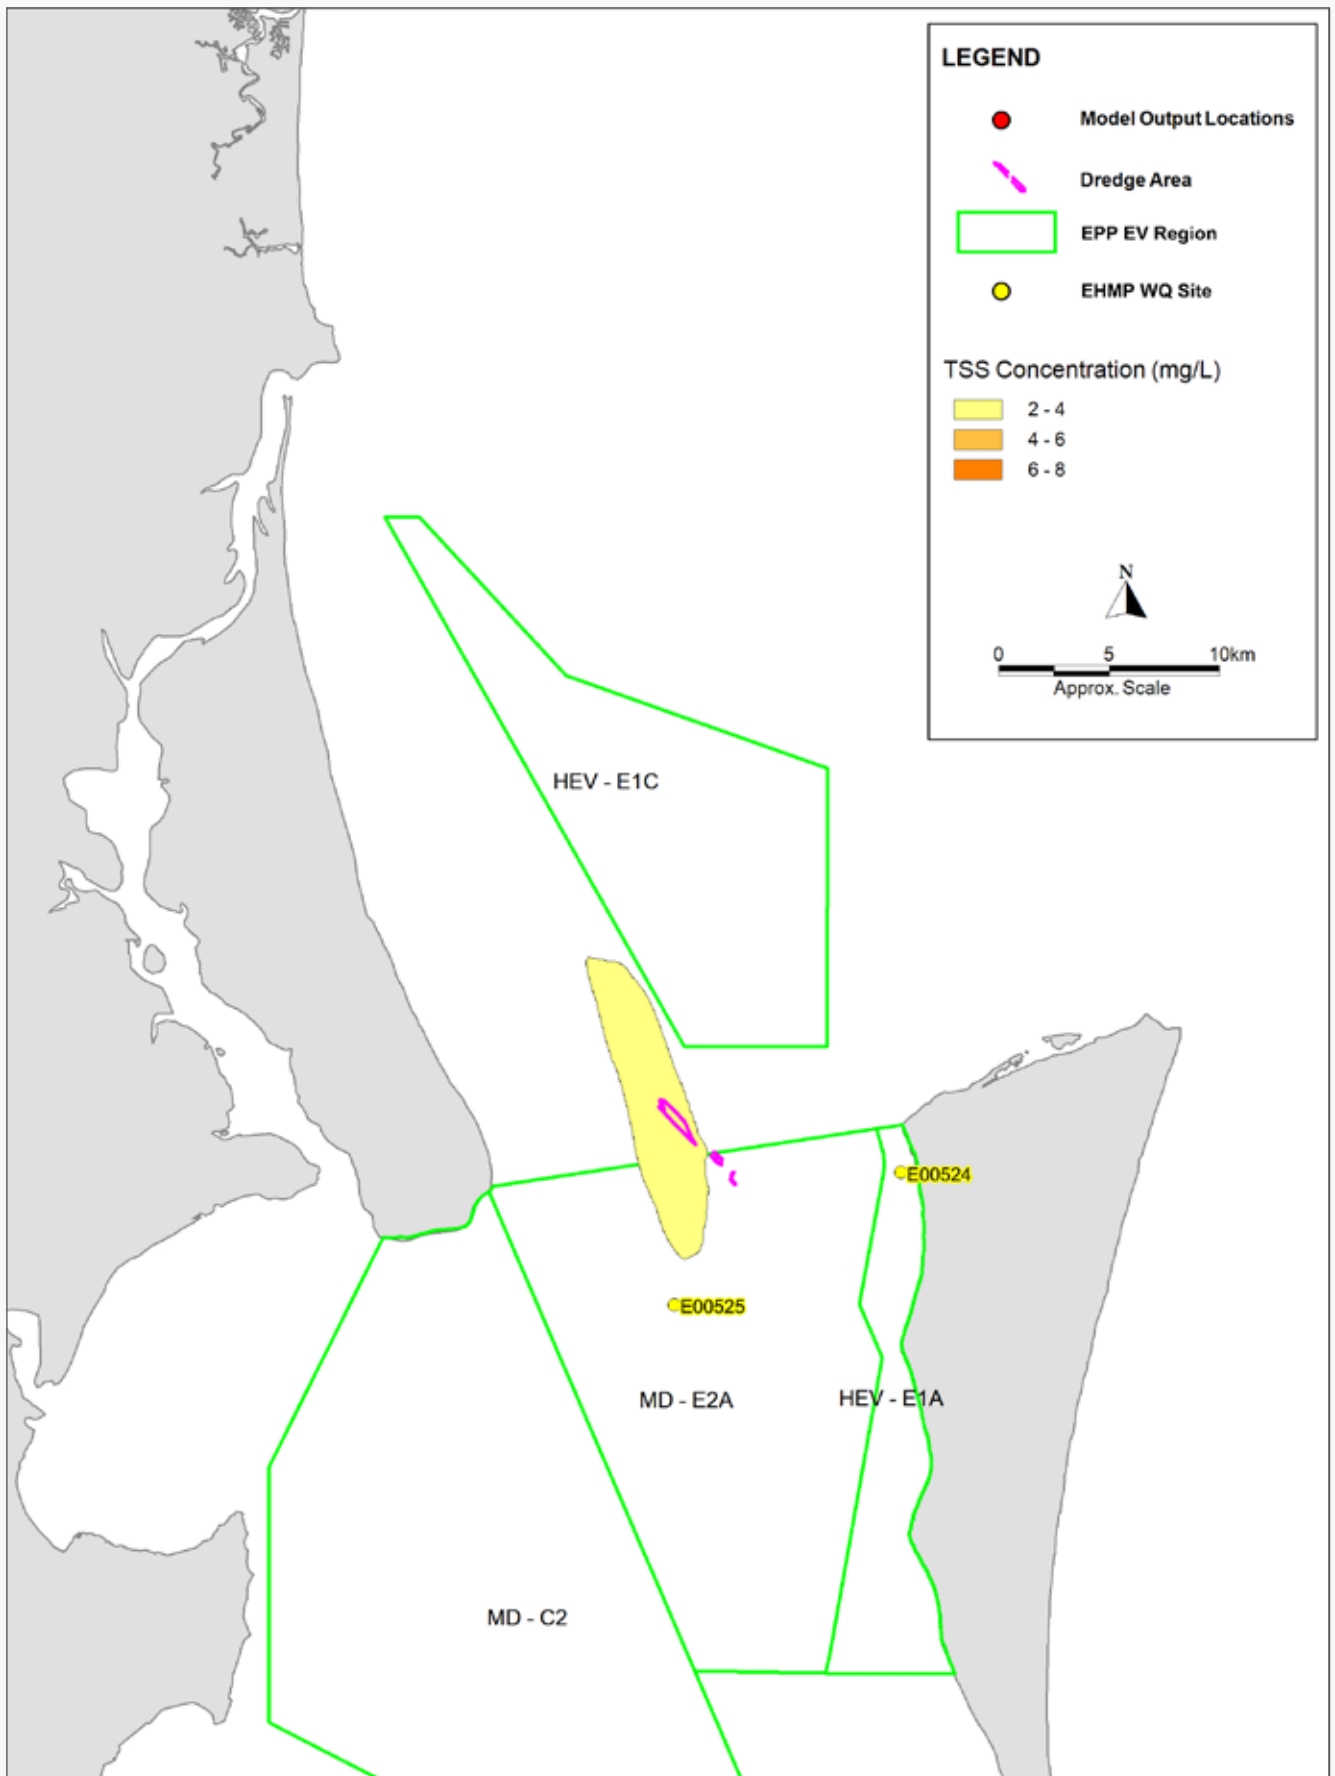 LEGEND
Model Output Locations
Dredge Area
EPP EV Region
EHMP WQ Site
TSS Concentration (mg/L)
2 - 4
4 - 6
6 - 8
N
0 5 10km
Approx. Scale
HEV - E1C
E00524
E00525
MD - E2A
HEV - E1A
MD - C2